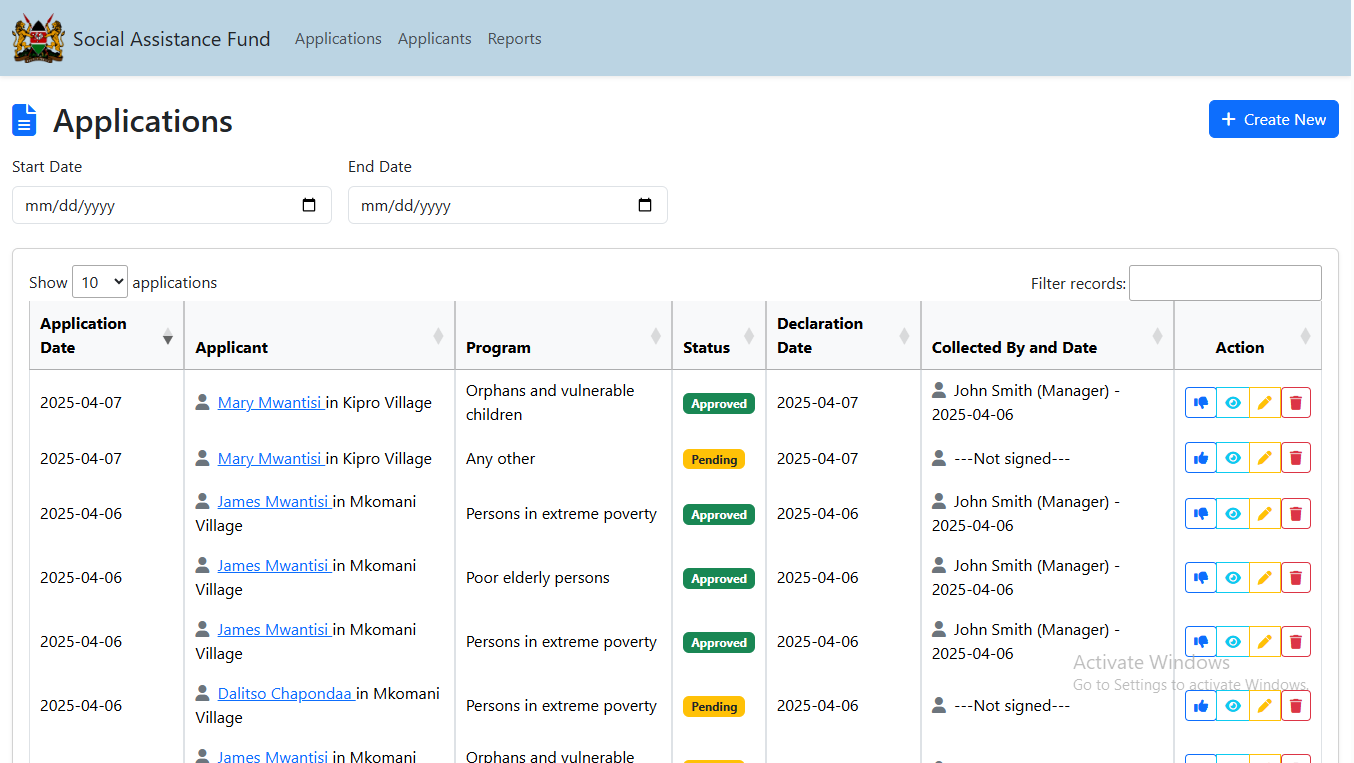 Social Assistance Fund Applications Applicants Reports
Applications
+ Create New
Start Date End Date
mm/dd/yyyy mm/dd/yyyy
Show 10 applications Filter records:
Application Date Applicant Program Status Declaration Date Collected By and Date Action
2025-04-07 Mary Mwantisi in Kipro Village Orphans and vulnerable children Approved 2025-04-07 John Smith (Manager) - 2025-04-06
2025-04-07 Mary Mwantisi in Kipro Village Any other Pending 2025-04-07 ---Not signed---
2025-04-06 James Mwantisi in Mkomani Village Persons in extreme poverty Approved 2025-04-06 John Smith (Manager) - 2025-04-06
2025-04-06 James Mwantisi in Mkomani Village Poor elderly persons Approved 2025-04-06 John Smith (Manager) - 2025-04-06
2025-04-06 James Mwantisi in Mkomani Village Persons in extreme poverty Approved 2025-04-06 John Smith (Manager) - 2025-04-06
Activate Windows
Go to Settings to activate Windows.
2025-04-06 Dalitso Chapondaa in Mkomani Village Persons in extreme poverty Pending 2025-04-06 ---Not signed---
James Mwantisi in Mkomani Orphans and vulnerable